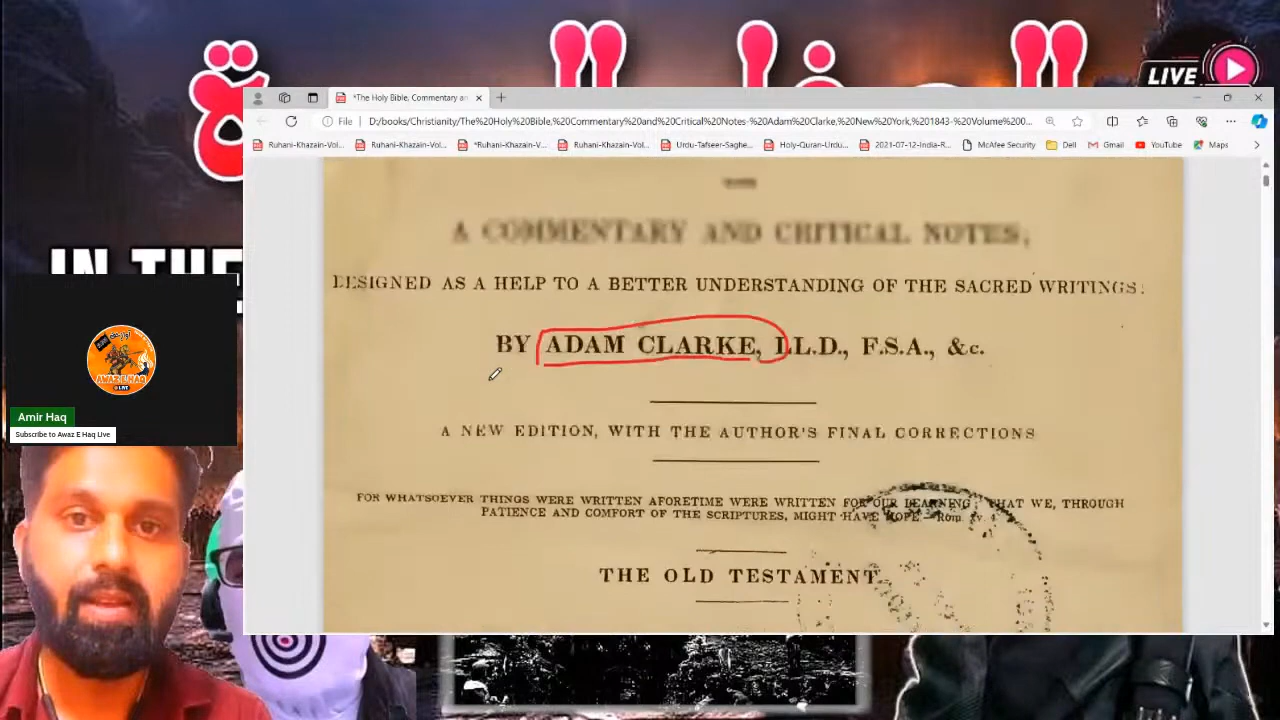 LIVE
IN THE
*The Holy Bible, Commentary an
File
D:/books/Christianity/The%20Holy%20Bible,%20Commentary%20and%20Critical%20Notes-%20Adam%20Clarke,%20New%20York,%201843-%20Volume%200...
Ruhani-Khazain-Vol...
Ruhani-Khazain-Vol...
*Ruhani-Khazain-V...
Ruhani-Khazain-Vol...
Urdu-Tafseer-Saghe...
Holy-Quran-Urdu...
2021-07-12-India-R...
McAfee Security
Dell
Gmail
YouTube
Maps
A COMMENTARY AND CRITICAL NOTES,
DESIGNED AS A HELP TO A BETTER UNDERSTANDING OF THE SACRED WRITINGS.
BY ADAM CLARKE, LL.D., F.S.A., &c.
A NEW EDITION, WITH THE AUTHOR'S FINAL CORRECTIONS
FOR WHATSOEVER THINGS WERE WRITTEN AFORETIME WERE WRITTEN FOR OUR LEARNING; THAT WE, THROUGH
PATIENCE AND COMFORT OF THE SCRIPTURES, MIGHT HAVE HOPE.—Rom. xv. 4
THE OLD TESTAMENT.
AWAZ E HAQ
LIVE
Amir Haq
Subscribe to Awaz E Haq Live